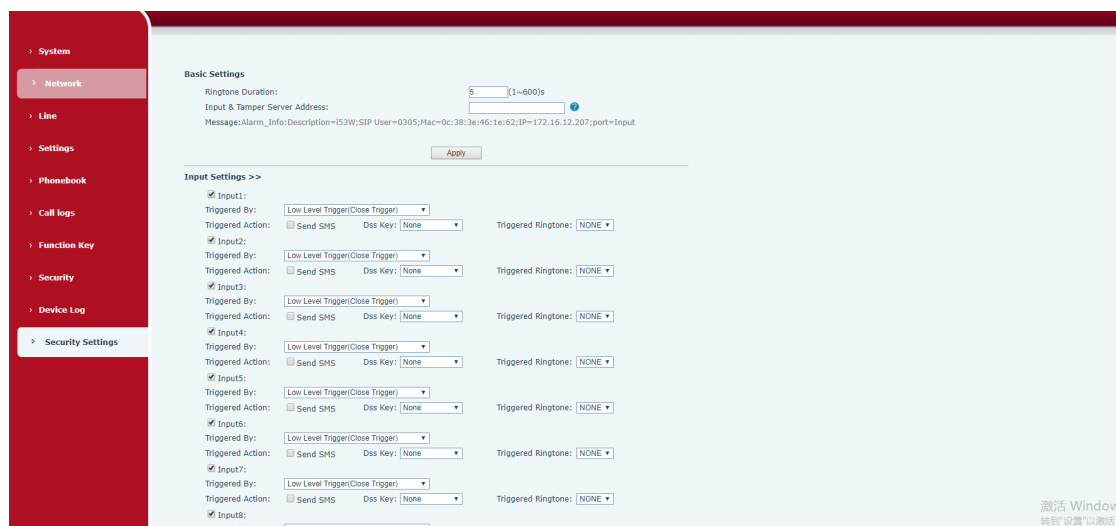 › System
› Network
› Line
› Settings
› Phonebook
› Call logs
› Function Key
› Security
› Device Log
› Security Settings
Basic Settings
Ringtone Duration: 5 (1~600)s
Input & Tamper Server Address:
Message:Alarm_Info:Description=i53W;SIP User=0305;Mac=0c:38:3e:46:1e:62;IP=172.16.12.207;port=Input
Apply
Input Settings >>
Input1:
Triggered By: Low Level Trigger(Close Trigger)
Triggered Action: Send SMS Dss Key: None Triggered Ringtone: NONE
Input2:
Triggered By: Low Level Trigger(Close Trigger)
Triggered Action: Send SMS Dss Key: None Triggered Ringtone: NONE
Input3:
Triggered By: Low Level Trigger(Close Trigger)
Triggered Action: Send SMS Dss Key: None Triggered Ringtone: NONE
Input4:
Triggered By: Low Level Trigger(Close Trigger)
Triggered Action: Send SMS Dss Key: None Triggered Ringtone: NONE
Input5:
Triggered By: Low Level Trigger(Close Trigger)
Triggered Action: Send SMS Dss Key: None Triggered Ringtone: NONE
Input6:
Triggered By: Low Level Trigger(Close Trigger)
Triggered Action: Send SMS Dss Key: None Triggered Ringtone: NONE
Input7:
Triggered By: Low Level Trigger(Close Trigger)
Triggered Action: Send SMS Dss Key: None Triggered Ringtone: NONE
Input8:
激活 Window
转到"设置"以激活